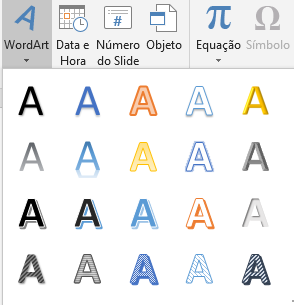 WordArt
Data e
Hora
Número
do Slide
Objeto
Equação
Símbolo
A A A A A
A A A A A
A A A A A
A A A A A